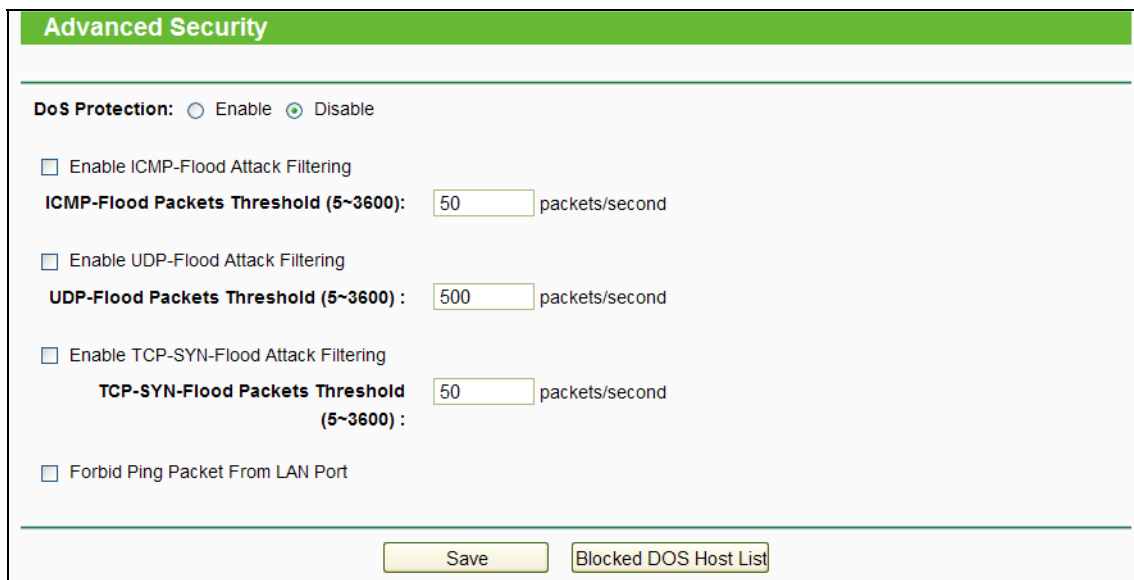 Advanced Security
DoS Protection: Enable Disable
Enable ICMP-Flood Attack Filtering
ICMP-Flood Packets Threshold (5~3600): 50 packets/second
Enable UDP-Flood Attack Filtering
UDP-Flood Packets Threshold (5~3600) : 500 packets/second
Enable TCP-SYN-Flood Attack Filtering
TCP-SYN-Flood Packets Threshold 50 packets/second
(5~3600) :
Forbid Ping Packet From LAN Port
Save Blocked DOS Host List